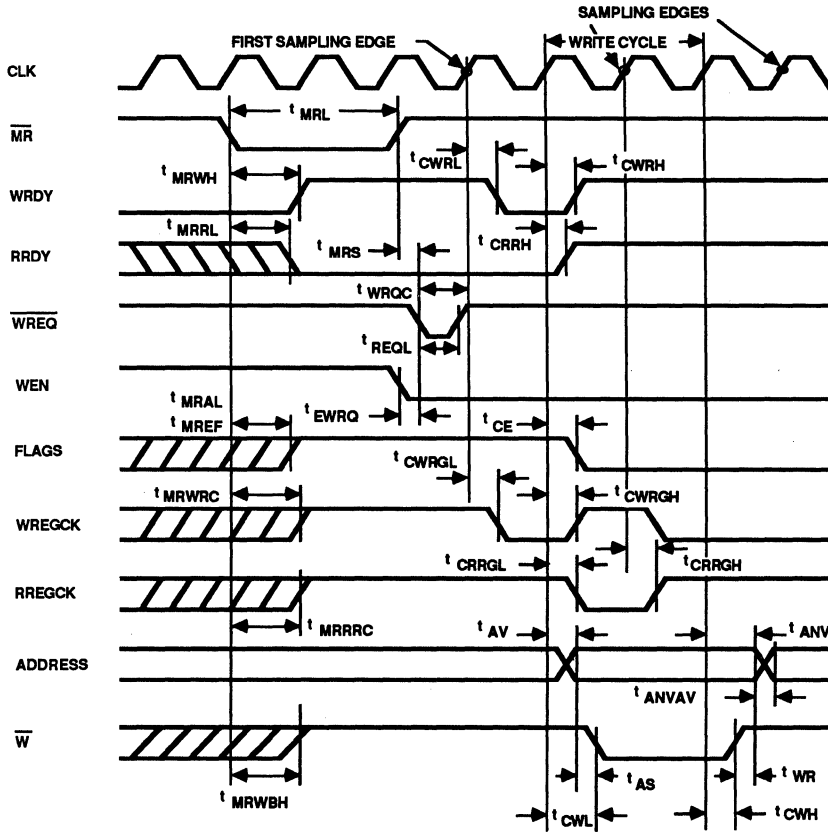 SAMPLING EDGES
FIRST SAMPLING EDGE
WRITE CYCLE
CLK
t MRL
MR
t CWRL
t CWRH
t MRWH
WRDY
t MRRL
t MRS
t CRRH
RRDY
t WRQC
WREQ
t REQL
WEN
t MRAL
t MREF
t EWRQ
t CE
FLAGS
t CWRGL
t MRWRC
t CWRGH
WREGCK
t CRRGL
t CRRGH
RREGCK
t MRRRC
t AV
t ANV
ADDRESS
t ANVAV
W
t AS
t WR
t MRWBH
t CWL
t CWH